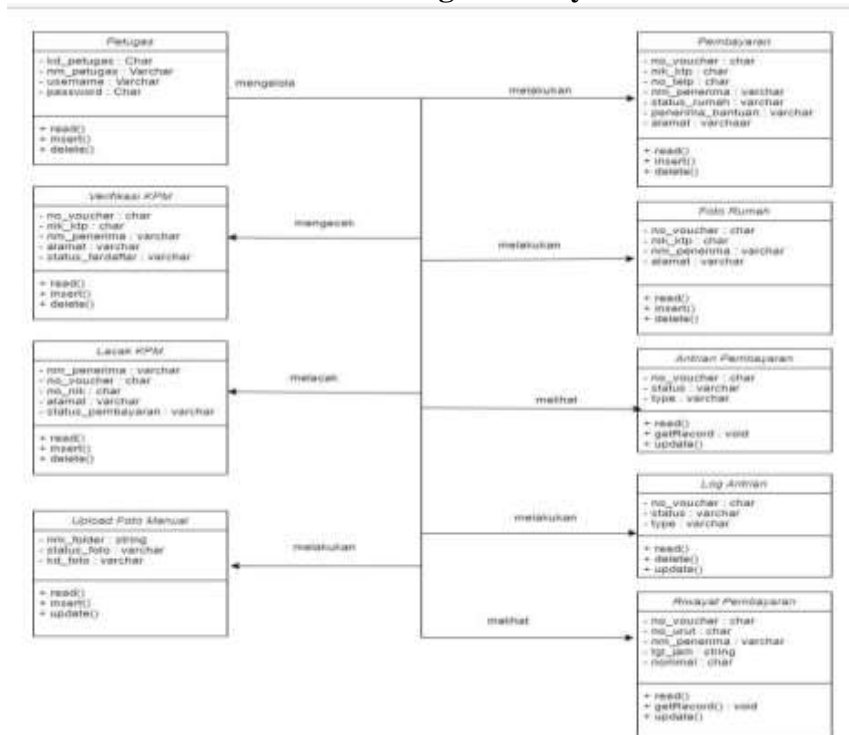 Petugas
- kd_petugas : Char
- nm_petugas : Varchar
- username : Varchar
- password : Char
+ read()
+ insert()
+ delete()
mengelola
Verifikasi KPM
- no_voucher : char
- nik_ktp : char
- nm_penerima : varchar
- alamat : varchar
- status_terdaftar : varchar
+ read()
+ insert()
+ delete()
mengecek
Lacak KPM
- nm_penerima : varchar
- no_voucher : char
- no_nik : char
- alamat : varchar
- status_pembayaran : varchar
+ read()
+ insert()
+ delete()
melacak
Upload Foto Manual
- nm_folder : string
- status_foto : varchar
- kd_foto : varchar
+ read()
+ insert()
+ update()
melakukan
Pembayaran
- no_voucher : char
- nik_ktp : char
- no_telp : char
- nm_penerima : varchar
- status_rumah : varchar
- penerima_bantuan : varchar
- alamat : varchaar
+ read()
+ insert()
+ delete()
melakukan
Foto Rumah
- no_voucher : char
- nik_ktp : char
- nm_penerima : varchar
- alamat : varchar
+ read()
+ insert()
+ delete()
melakukan
Antrian Pembayaran
- no_voucher : char
- status : varchar
- type : varchar
+ read()
+ getRecord : void
+ update()
melihat
Log Antrian
- no_voucher : char
- status : varchar
- type : varchar
+ read()
+ delete()
+ update()
melakukan
Riwayat Pembayaran
- no_voucher : char
- no_urut : char
- nm_penerima : varchar
- tgl_jam : string
- nominal : char
+ read()
+ getRecord() : void
+ update()
melihat